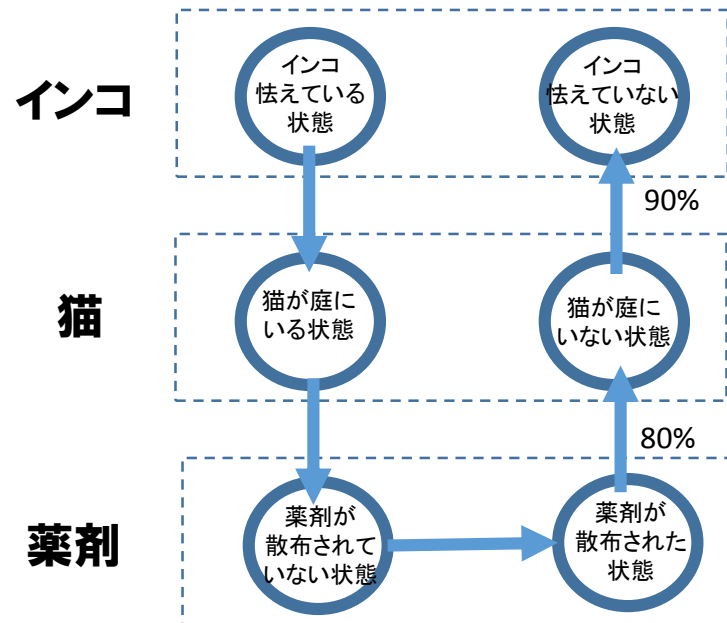 インコ
インコ
怯えている
状態
インコ
怯えていない
状態
90%
猫
猫が庭に
いる状態
猫が庭に
いない状態
80%
薬剤
薬剤が
散布されて
いない状態
薬剤が
散布された
状態